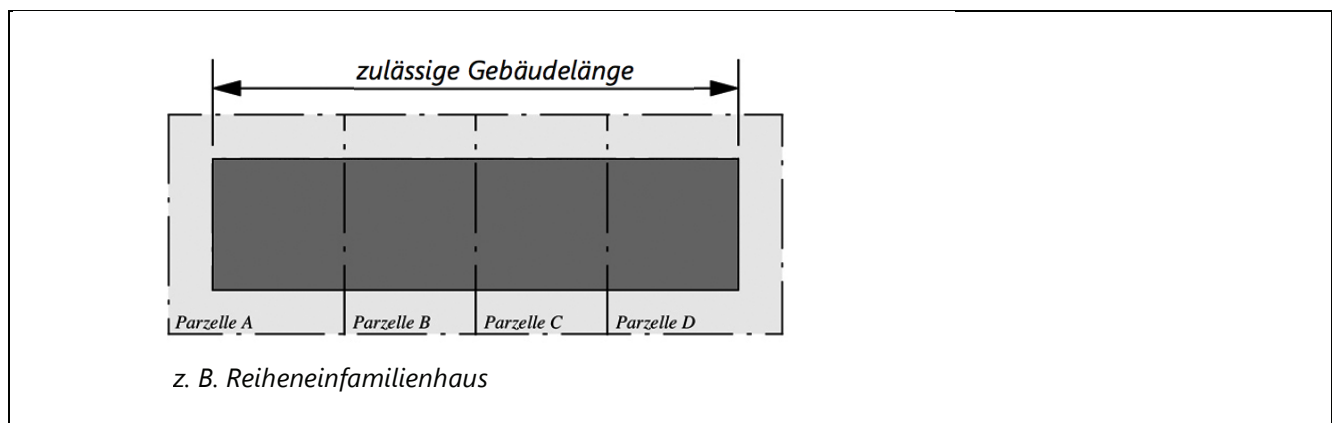 zulässige Gebäudelänge
Parzelle A
Parzelle B
Parzelle C
Parzelle D
z. B. Reiheneinfamilienhaus